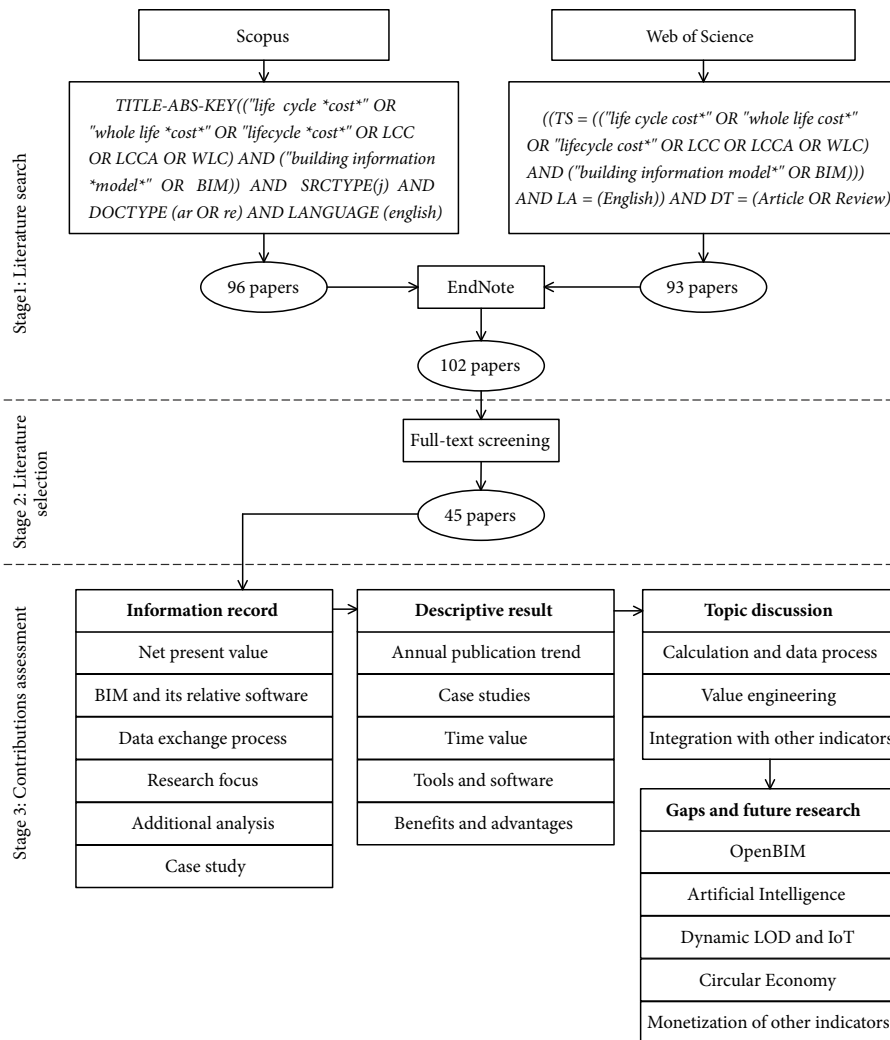 Scopus
Web of Science
TITLE-ABS-KEY(("life cycle *cost*" OR
"whole life *cost*" OR "lifecycle *cost*" OR LCC
OR LCCA OR WLC) AND ("building information
*model*" OR BIM)) AND SRCTYPE(j) AND
DOCTYPE (ar OR re) AND LANGUAGE (english)
((TS = (("life cycle cost*" OR "whole life cost*"
OR "lifecycle cost*" OR LCC OR LCCA OR WLC)
AND ("building information model*" OR BIM)))
AND LA = (English)) AND DT = (Article OR Review)
Stage1: Literature search
96 papers
EndNote
93 papers
102 papers
Stage 2: Literature
selection
Full-text screening
45 papers
Stage 3: Contributions assessment
Information record
Net present value
BIM and its relative software
Data exchange process
Research focus
Additional analysis
Case study
Descriptive result
Annual publication trend
Case studies
Time value
Tools and software
Benefits and advantages
Topic discussion
Calculation and data process
Value engineering
Integration with other indicators
Gaps and future research
OpenBIM
Artificial Intelligence
Dynamic LOD and IoT
Circular Economy
Monetization of other indicators